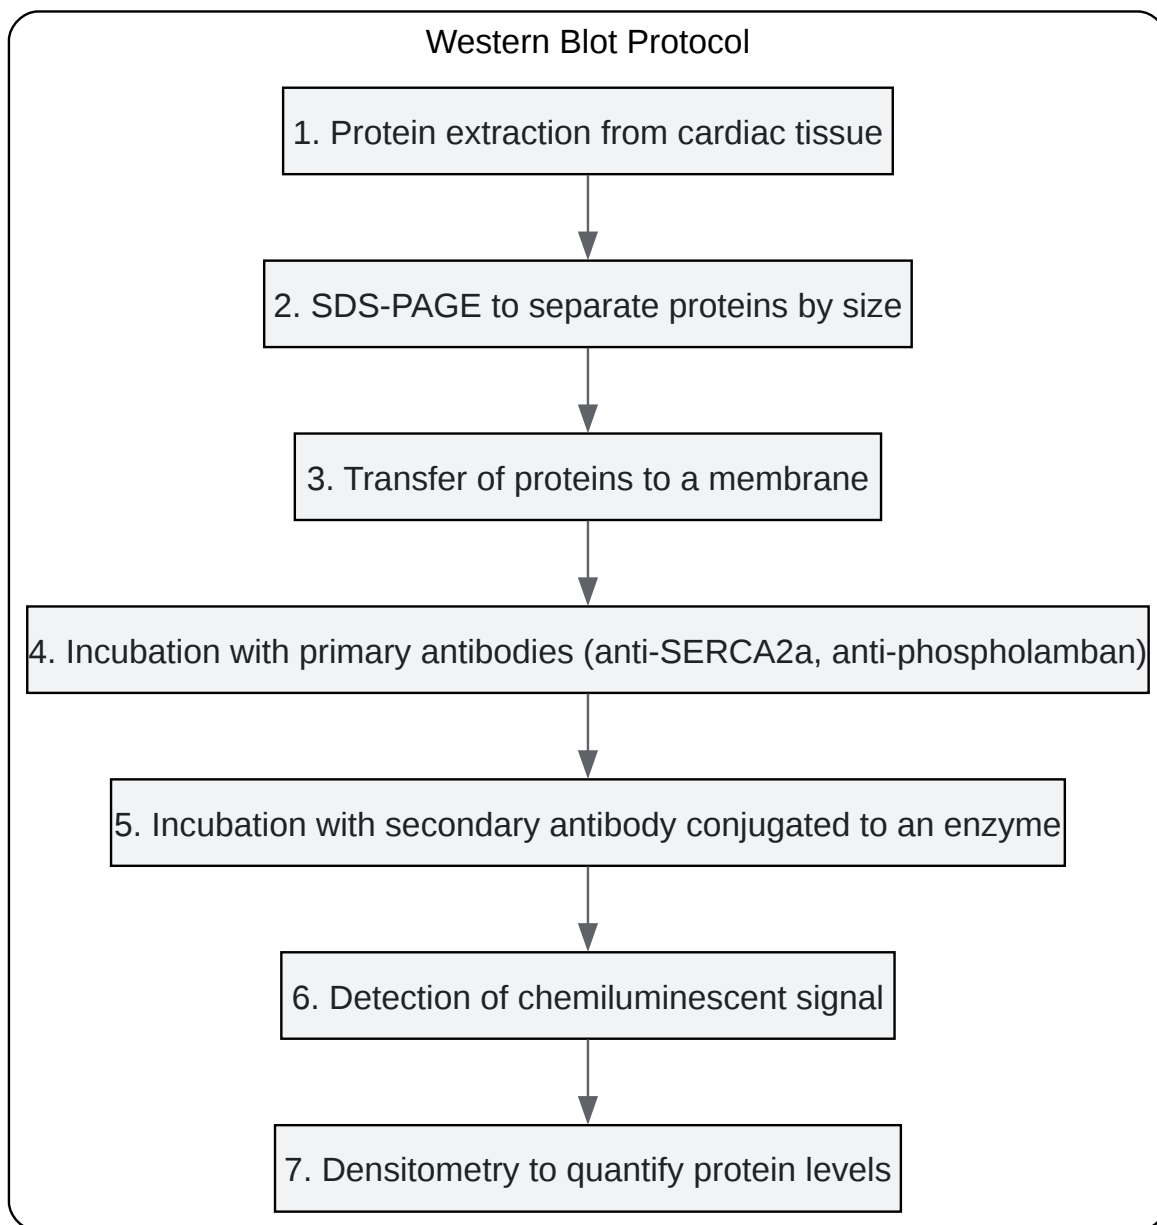 Western Blot Protocol
1. Protein extraction from cardiac tissue
2. SDS-PAGE to separate proteins by size
3. Transfer of proteins to a membrane
4. Incubation with primary antibodies (anti-SERCA2a, anti-phospholamban)
5. Incubation with secondary antibody conjugated to an enzyme
6. Detection of chemiluminescent signal
7. Densitometry to quantify protein levels